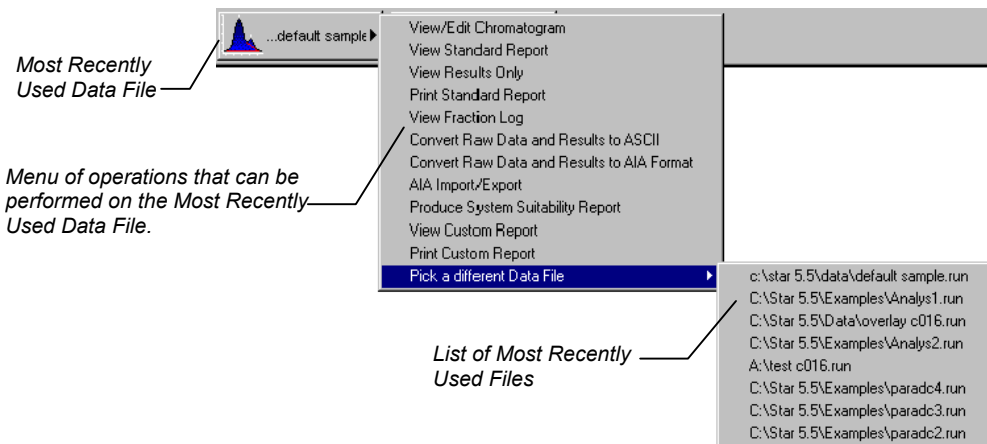 ...default sample
Most Recently
Used Data File
View/Edit Chromatogram
View Standard Report
View Results Only
Print Standard Report
View Fraction Log
Convert Raw Data and Results to ASCII
Convert Raw Data and Results to AIA Format
AIA Import/Export
Produce System Suitability Report
View Custom Report
Print Custom Report
Pick a different Data File
Menu of operations that can be
performed on the Most Recently
Used Data File.
c:\star 5.5\data\default sample.run
C:\Star 5.5\Examples\Analys1.run
C:\Star 5.5\Data\overlay c016.run
C:\Star 5.5\Examples\Analys2.run
A:\test c016.run
C:\Star 5.5\Examples\paradc4.run
C:\Star 5.5\Examples\paradc3.run
C:\Star 5.5\Examples\paradc2.run
List of Most Recently
Used Files